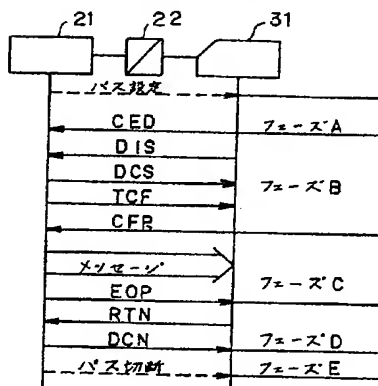 21 22 31
パス設定
CED フェーズA
DIS
DCS フェーズB
TCF
CFR
メッセージ フェーズC
EOP
RTN
DCN フェーズD
パス切断 フェーズE